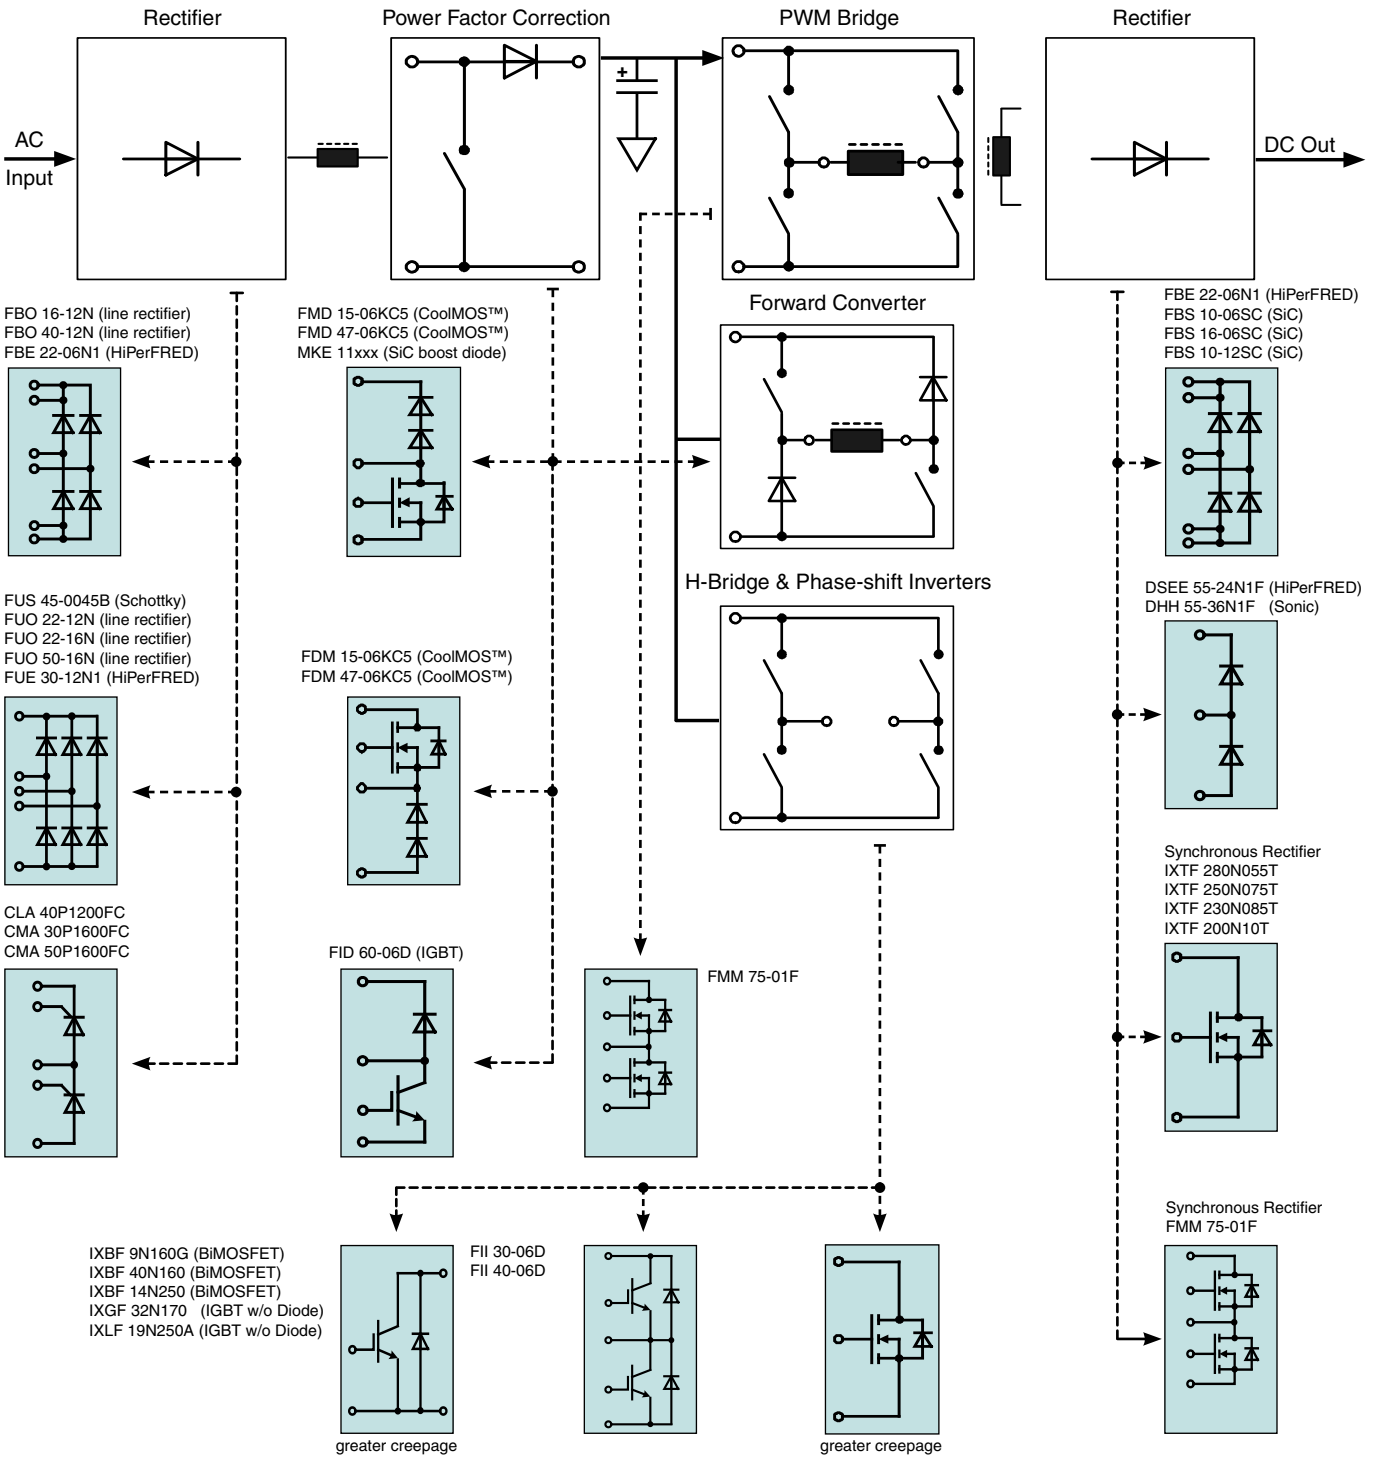 Rectifier
Power Factor Correction
PWM Bridge
Rectifier
+
AC
Input
DC Out
FBO 16-12N (line rectifier)
FBO 40-12N (line rectifier)
FBE 22-06N1 (HiPerFRED)
FMD 15-06KC5 (CoolMOS™)
FMD 47-06KC5 (CoolMOS™)
MKE 11xxx (SiC boost diode)
Forward Converter
FBE 22-06N1 (HiPerFRED)
FBS 10-06SC (SiC)
FBS 16-06SC (SiC)
FBS 10-12SC (SiC)
H-Bridge & Phase-shift Inverters
DSEE 55-24N1F (HiPerFRED)
DHH 55-36N1F (Sonic)
FUS 45-0045B (Schottky)
FUO 22-12N (line rectifier)
FUO 22-16N (line rectifier)
FUO 50-16N (line rectifier)
FUE 30-12N1 (HiPerFRED)
FDM 15-06KC5 (CoolMOS™)
FDM 47-06KC5 (CoolMOS™)
Synchronous Rectifier
IXTF 280N055T
IXTF 250N075T
IXTF 230N085T
IXTF 200N10T
CLA 40P1200FC
CMA 30P1600FC
CMA 50P1600FC
FID 60-06D (IGBT)
FMM 75-01F
Synchronous Rectifier
FMM 75-01F
IXBF 9N160G (BiMOSFET)
IXBF 40N160 (BiMOSFET)
IXBF 14N250 (BiMOSFET)
IXGF 32N170 (IGBT w/o Diode)
IXLF 19N250A (IGBT w/o Diode)
FII 30-06D
FII 40-06D
greater creepage
greater creepage